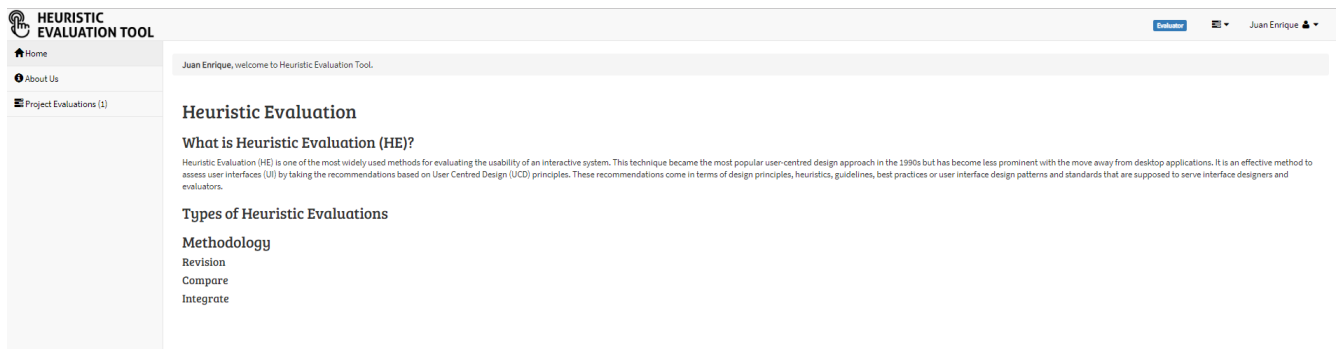 HEURISTIC
EVALUATION TOOL
Evaluator
Juan Enrique
Home
About Us
Project Evaluations (1)
Juan Enrique, welcome to Heuristic Evaluation Tool.
Heuristic Evaluation
What is Heuristic Evaluation (HE)?
Heuristic Evaluation (HE) is one of the most widely used methods for evaluating the usability of an interactive system. This technique became the most popular user-centred design approach in the 1990s but has become less prominent with the move away from desktop applications. It is an effective method to
assess user interfaces (UI) by taking the recommendations based on User Centred Design (UCD) principles. These recommendations come in terms of design principles, heuristics, guidelines, best practices or user interface design patterns and standards that are supposed to serve interface designers and
evaluators.
Types of Heuristic Evaluations
Methodology
Revision
Compare
Integrate